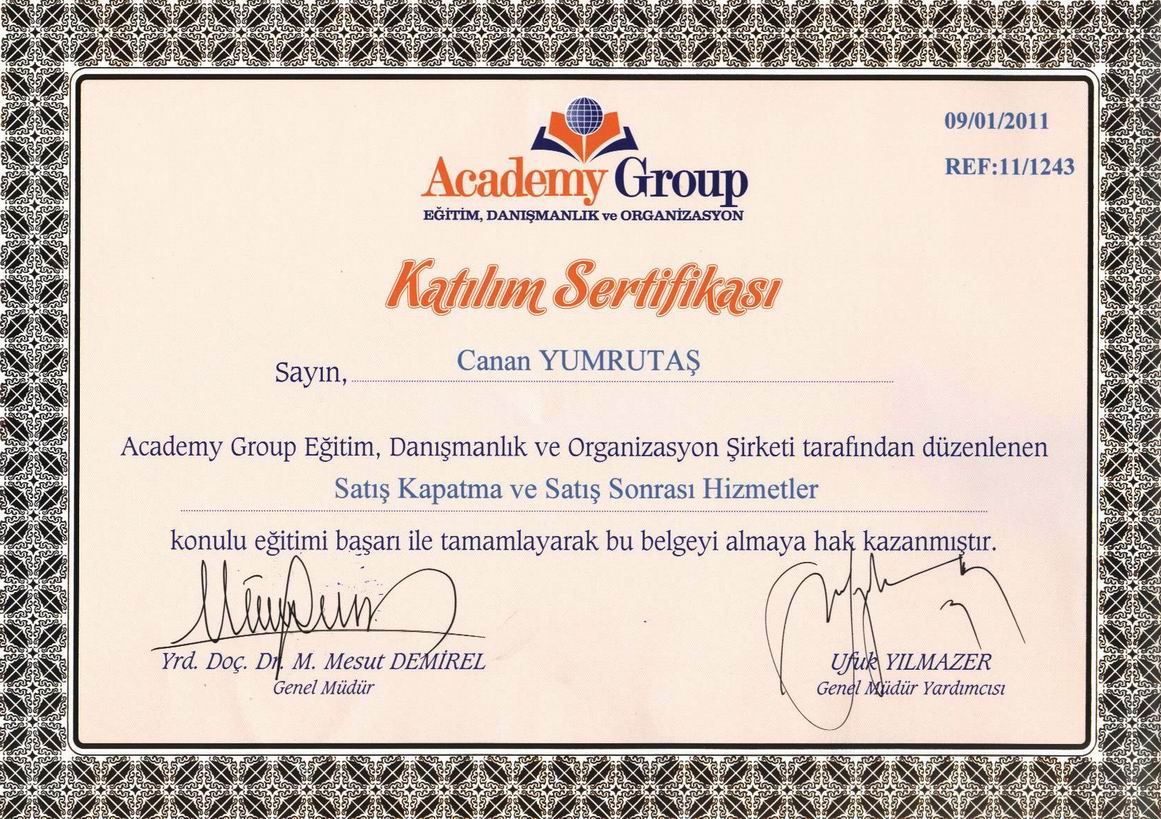 09/01/2011
REF:11/1243
Academy Group
EĞİTİM, DANIŞMANLIK ve ORGANİZASYON
Katılım Sertifikası
Sayın, Canan YUMRUTAŞ
Academy Group Eğitim, Danışmanlık ve Organizasyon Şirketi tarafından düzenlenen
Satış Kapatma ve Satış Sonrası Hizmetler
konulu eğitimi başarı ile tamamlayarak bu belgeyi almaya hak kazanmıştır.
Yrd. Doç. Dr. M. Mesut DEMİREL
Genel Müdür
Ufuk YILMAZER
Genel Müdür Yardımcısı